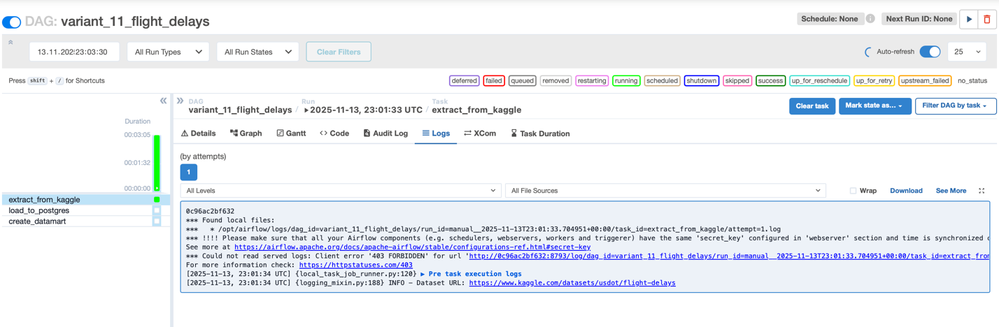 DAG: variant_11_flight_delays
Schedule: None
Next Run ID: None
13.11.202 23:03:30
All Run Types
All Run States
Clear Filters
Auto-refresh
25
Press shift + / for Shortcuts
deferred failed queued removed restarting running scheduled shutdown skipped success up_for_reschedule up_for_retry upstream_failed no_status
DAG Run Task
variant_11_flight_delays / 2025-11-13, 23:01:33 UTC / extract_from_kaggle
Clear task
Mark state as...
Filter DAG by task
Duration
00:03:05
00:01:32
00:00:00
extract_from_kaggle
load_to_postgres
create_datamart
Details Graph Gantt Code Audit Log Logs XCom Task Duration
(by attempts)
1
All Levels
All File Sources
Wrap
Download
See More
0c96ac2bf632
*** Found local files:
***   * /opt/airflow/logs/dag_id=variant_11_flight_delays/run_id=manual__2025-11-13T23:01:33.704951+00:00/task_id=extract_from_kaggle/attempt=1.log
*** !!!! Please make sure that all your Airflow components (e.g. schedulers, webservers, workers and triggerer) have the same 'secret_key' configured in 'webserver' section and time is synchronized
See more at https://airflow.apache.org/docs/apache-airflow/stable/configurations-ref.html#secret-key
*** Could not read served logs: Client error '403 FORBIDDEN' for url 'http://0c96ac2bf632:8793/log/dag_id=variant_11_flight_delays/run_id=manual__2025-11-13T23:01:33.704951+00:00/task_id=extract_fro
For more information check: https://httpstatuses.com/403
[2025-11-13, 23:01:34 UTC] {local_task_job_runner.py:120} ▶ Pre task execution logs
[2025-11-13, 23:01:34 UTC] {logging_mixin.py:188} INFO - Dataset URL: https://www.kaggle.com/datasets/usdot/flight-delays